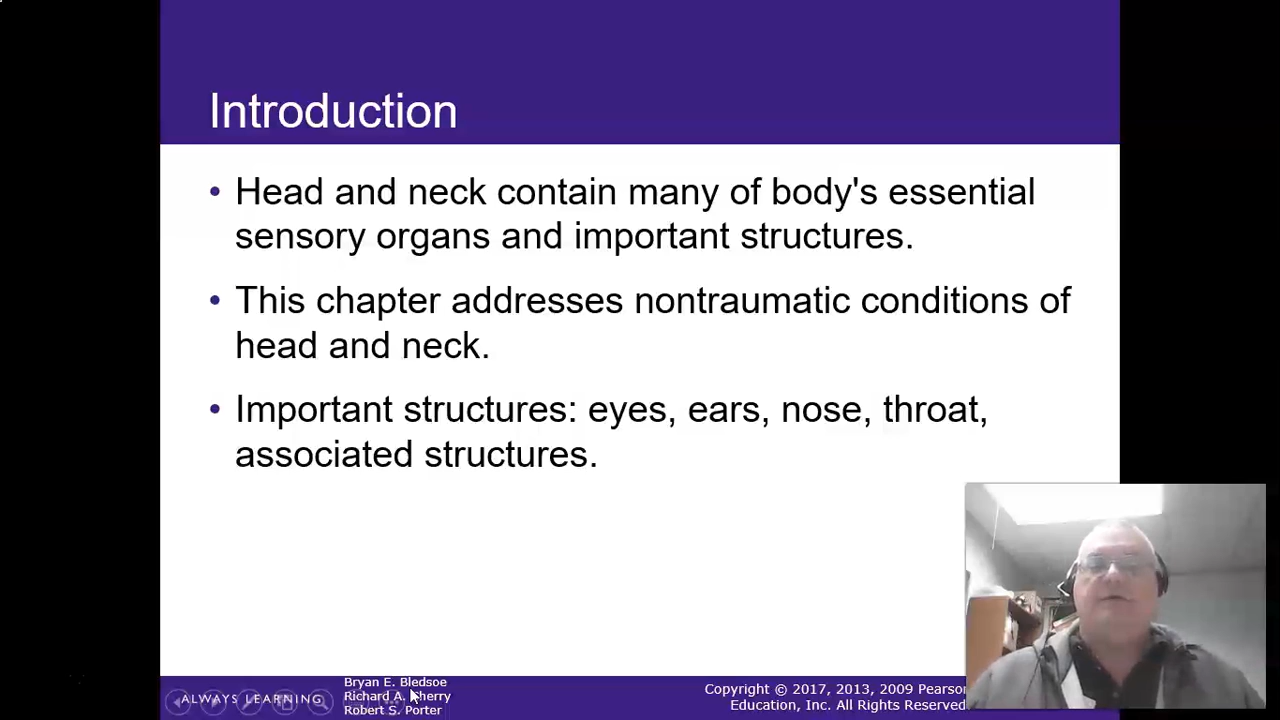 Introduction
• Head and neck contain many of body's essential
sensory organs and important structures.
• This chapter addresses nontraumatic conditions of
head and neck.
• Important structures: eyes, ears, nose, throat,
associated structures.
ALWAYS LEARNING
Bryan E. Bledsoe
Richard A. Cherry
Robert S. Porter
Copyright © 2017, 2013, 2009 Pearson
Education, Inc. All Rights Reserved